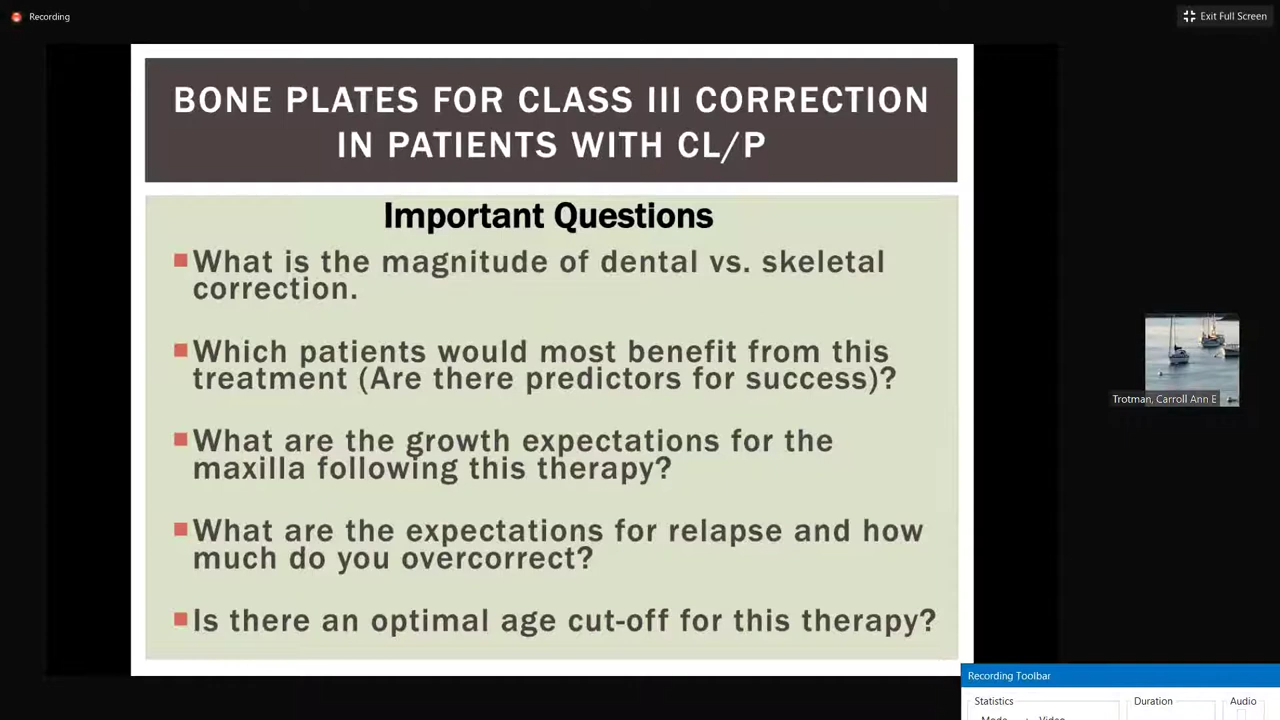 Recording
Exit Full Screen
BONE PLATES FOR CLASS III CORRECTION
IN PATIENTS WITH CL/P
Important Questions
What is the magnitude of dental vs. skeletal
correction.
Which patients would most benefit from this
treatment (Are there predictors for success)?
What are the growth expectations for the
maxilla following this therapy?
What are the expectations for relapse and how
much do you overcorrect?
Is there an optimal age cut-off for this therapy?
Trotman, Carroll Ann E
Recording Toolbar
Statistics
Duration
Audio
Mode
Video